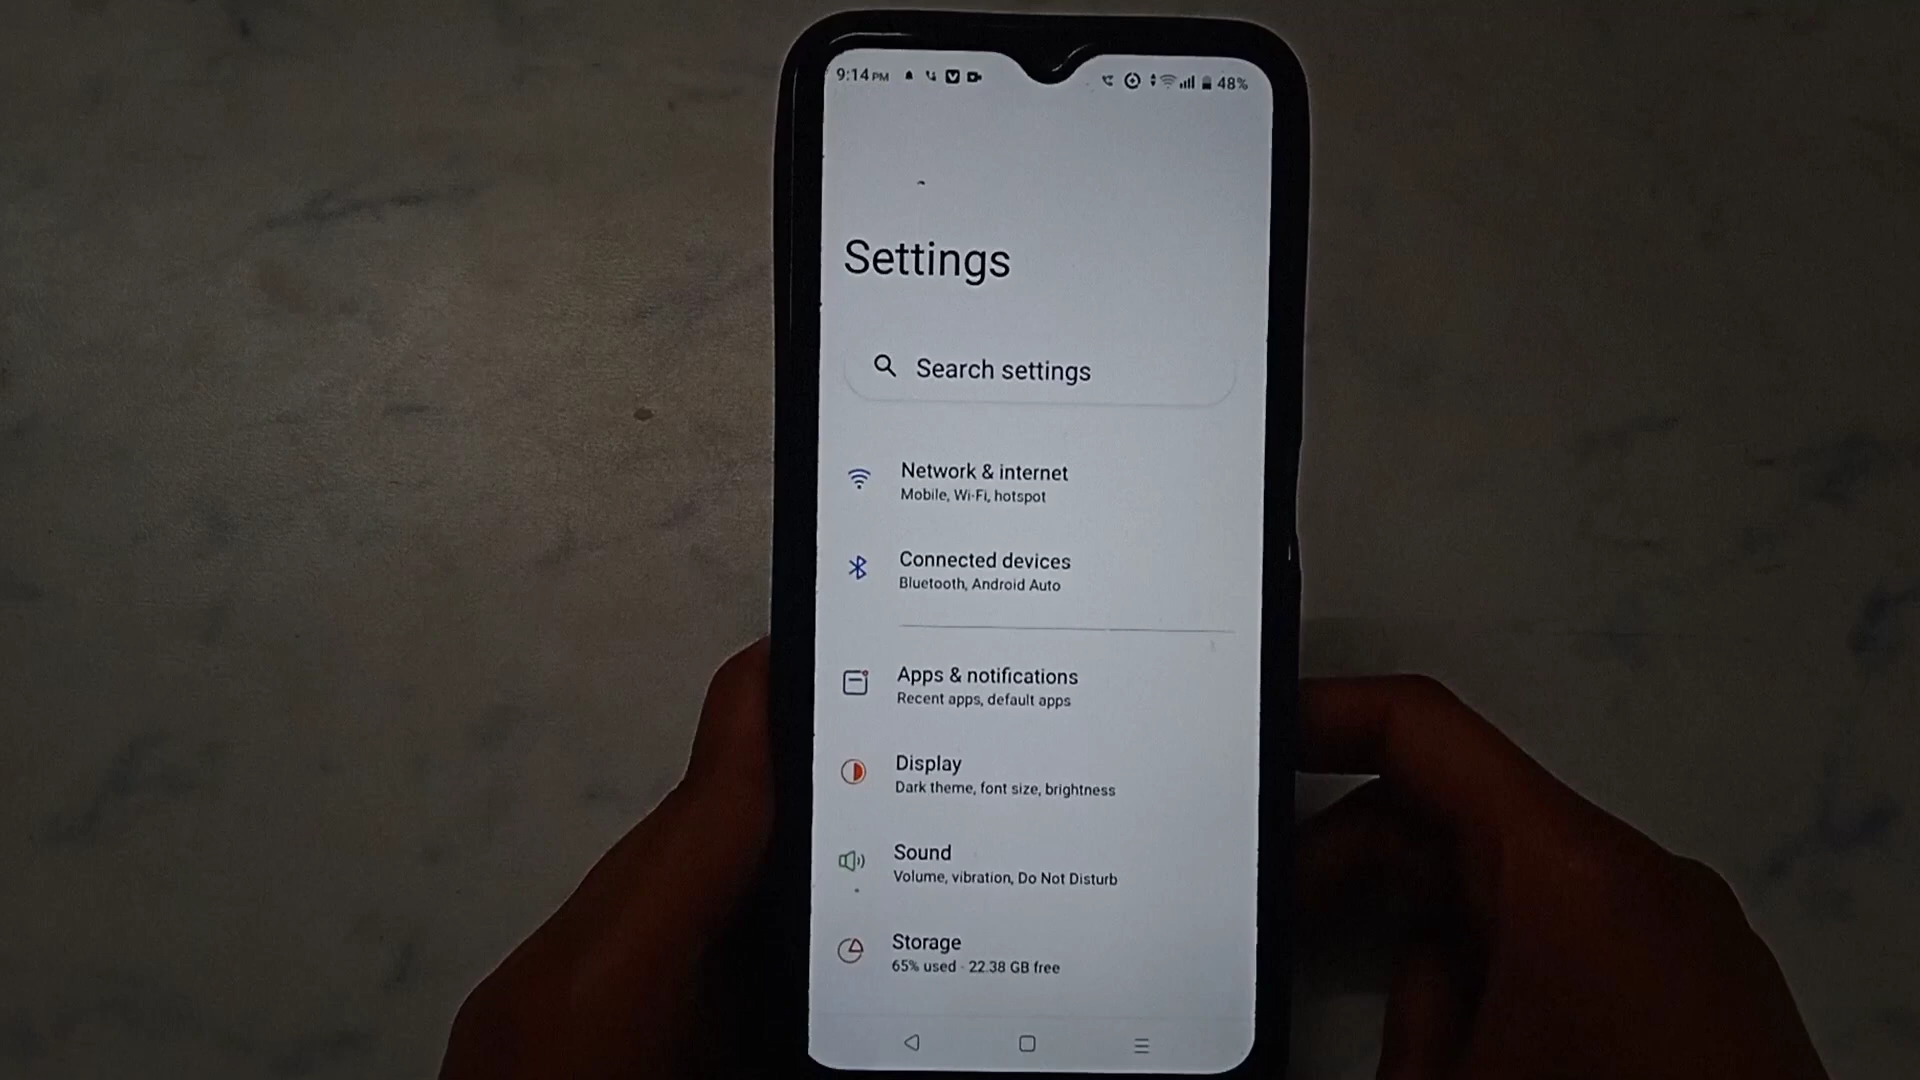 9:14 PM
48%
Settings
Search settings
Network & internet
Mobile, Wi-Fi, hotspot
Connected devices
Bluetooth, Android Auto
Apps & notifications
Recent apps, default apps
Display
Dark theme, font size, brightness
Sound
Volume, vibration, Do Not Disturb
Storage
65% used · 22.38 GB free